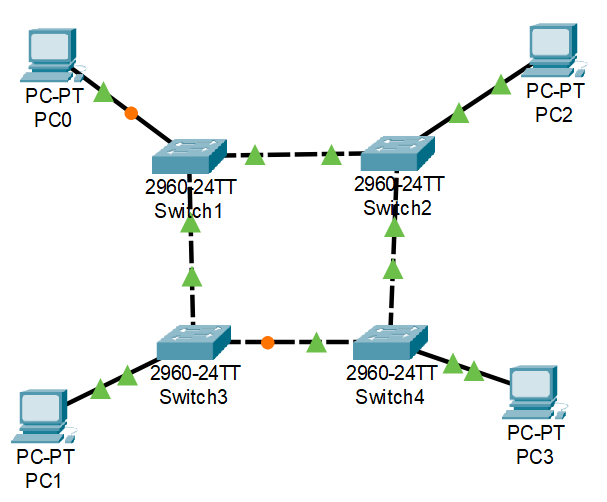 PC-PT
PC0
PC-PT
PC2
2960-24TT
Switch1
2960-24TT
Switch2
2960-24TT
Switch3
2960-24TT
Switch4
PC-PT
PC1
PC-PT
PC3